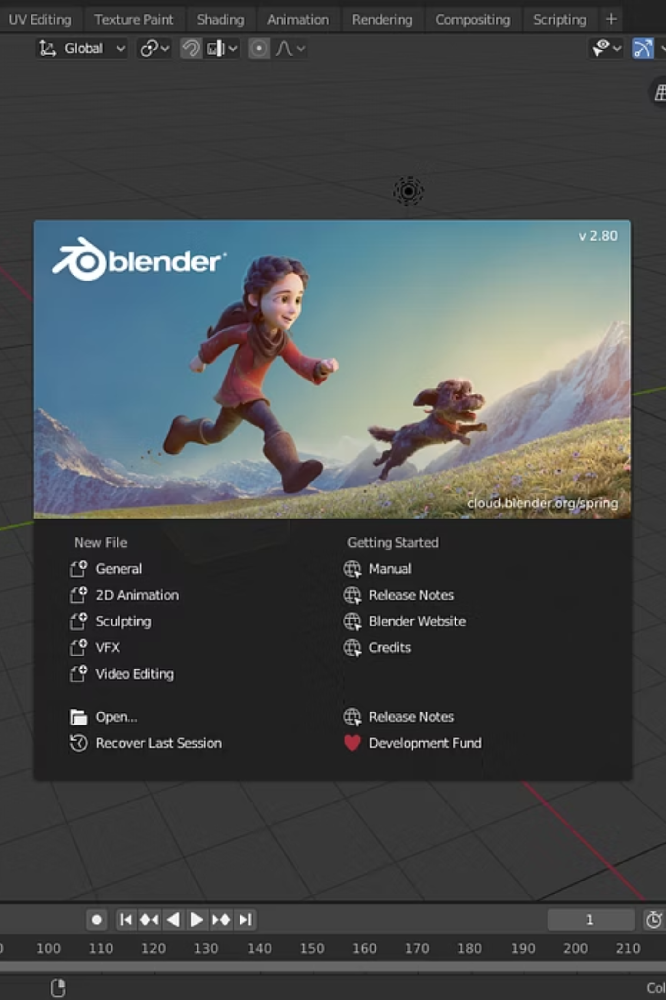 UV Editing Texture Paint Shading Animation Rendering Compositing Scripting +
Global
v 2.80
blender
cloud.blender.org/spring
New File
General
2D Animation
Sculpting
VFX
Video Editing
Open...
Recover Last Session
Getting Started
Manual
Release Notes
Blender Website
Credits
Release Notes
Development Fund
1
100 110 120 130 140 150 160 170 180 190 200 210
Col